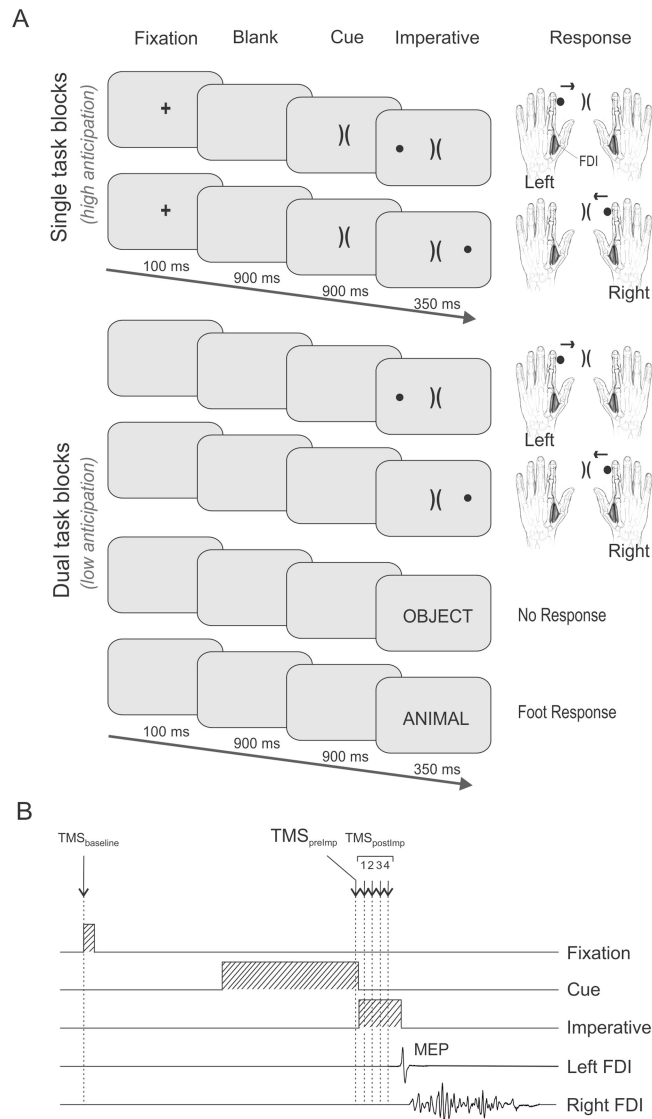 A
Fixation Blank Cue Imperative Response
Single task blocks
(high anticipation)
+ )( )(
)(
FDI
Left
+ )( )(
)(
Right
100 ms
900 ms
900 ms
350 ms
Dual task blocks
(low anticipation)
)( )(
Left
)( )(
Right
OBJECT No Response
ANIMAL Foot Response
100 ms
900 ms
900 ms
350 ms
B
TMSbaseline TMSpreImp TMSpostImp
1 2 3 4
Fixation
Cue
Imperative
MEP Left FDI
Right FDI